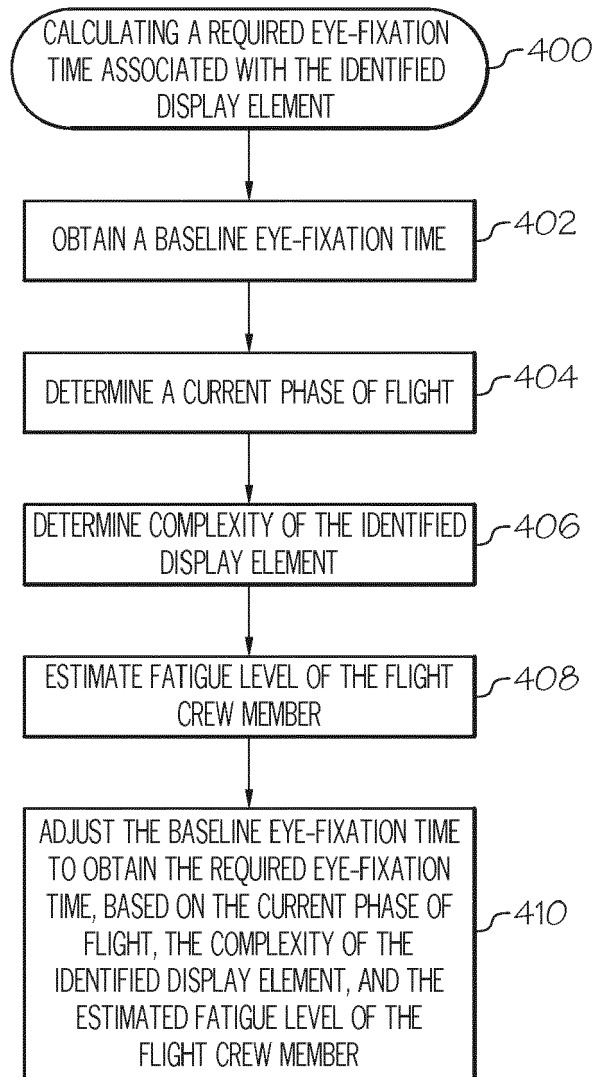 CALCULATING A REQUIRED EYE-FIXATION
TIME ASSOCIATED WITH THE IDENTIFIED
DISPLAY ELEMENT
400
OBTAIN A BASELINE EYE-FIXATION TIME
402
DETERMINE A CURRENT PHASE OF FLIGHT
404
DETERMINE COMPLEXITY OF THE IDENTIFIED
DISPLAY ELEMENT
406
ESTIMATE FATIGUE LEVEL OF THE FLIGHT
CREW MEMBER
408
ADJUST THE BASELINE EYE-FIXATION TIME
TO OBTAIN THE REQUIRED EYE-FIXATION
TIME, BASED ON THE CURRENT PHASE OF
FLIGHT, THE COMPLEXITY OF THE
IDENTIFIED DISPLAY ELEMENT, AND THE
ESTIMATED FATIGUE LEVEL OF THE
FLIGHT CREW MEMBER
410